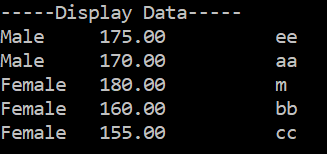 -----Display Data-----
Male    175.00          ee
Male    170.00          aa
Female  180.00          m
Female  160.00          bb
Female  155.00          cc